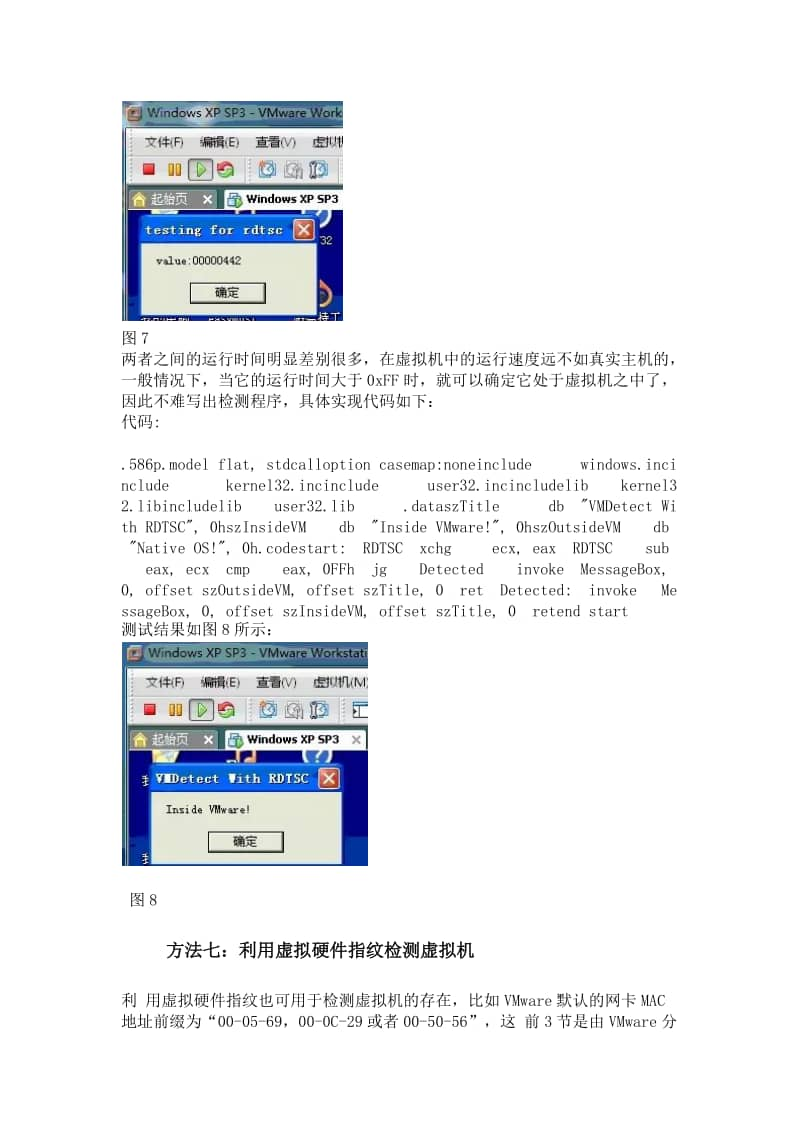 Windows XP SP3 - VMware Works
文件(F) 编辑(E) 查看(V) 虚拟机
起始页 × Windows XP SP3
testing for rdtsc
32
value:00000442
确定
图 7
两者之间的运行时间明显差别很多，在虚拟机中的运行速度远不如真实主机的，
一般情况下，当它的运行时间大于 0xFF 时，就可以确定它处于虚拟机之中了，
因此不难写出检测程序，具体实现代码如下：
代码:
.586p.model flat, stdcalloption casemap:noneinclude windows.inci
nclude kernel32.incinclude user32.incincludelib kernel3
2.libincludelib user32.lib .dataszTitle db "VMDetect Wi
th RDTSC", 0hszInsideVM db "Inside VMware!", 0hszOutsideVM db
"Native OS!", 0h.codestart: RDTSC xchg ecx, eax RDTSC sub
eax, ecx cmp eax, 0FFh jg Detected invoke MessageBox,
0, offset szOutsideVM, offset szTitle, 0 ret Detected: invoke Me
ssageBox, 0, offset szInsideVM, offset szTitle, 0 retend start
测试结果如图 8 所示：
Windows XP SP3 - VMware Workstati
文件(F) 编辑(E) 查看(V) 虚拟机(M)
起始页 × Windows XP SP3 ×
VMDetect With RDTSC
我
Inside VMware!
确定
我
图 8
方法七：利用虚拟硬件指纹检测虚拟机
利 用虚拟硬件指纹也可用于检测虚拟机的存在，比如 VMware 默认的网卡 MAC
地址前缀为“00-05-69，00-0C-29 或者 00-50-56”，这 前 3 节是由 VMware 分